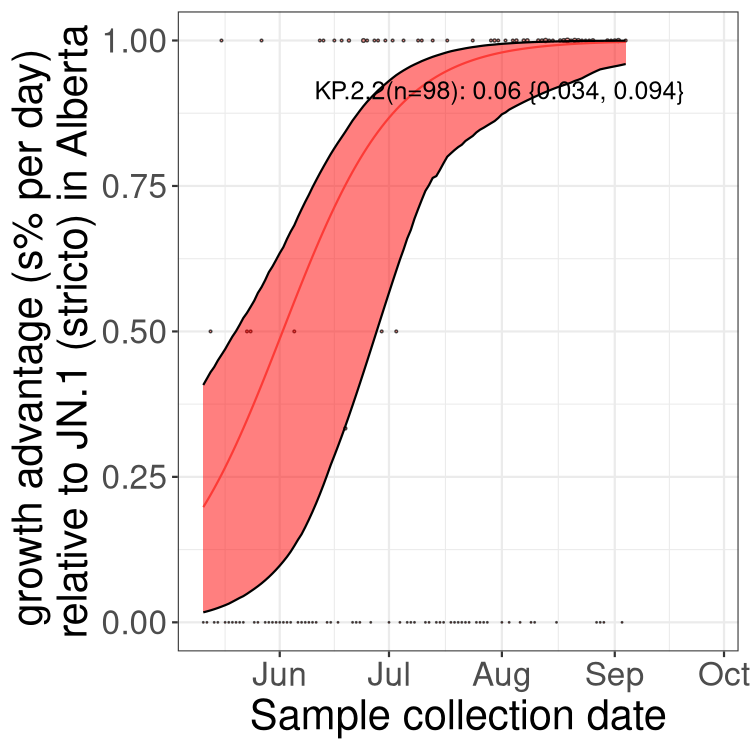 growth advantage (s% per day)
relative to JN.1 (stricto) in Alberta
1.00
0.75
0.50
0.25
0.00
KP.2.2(n=98): 0.06 {0.034, 0.094}
Jun Jul Aug Sep Oct
Sample collection date